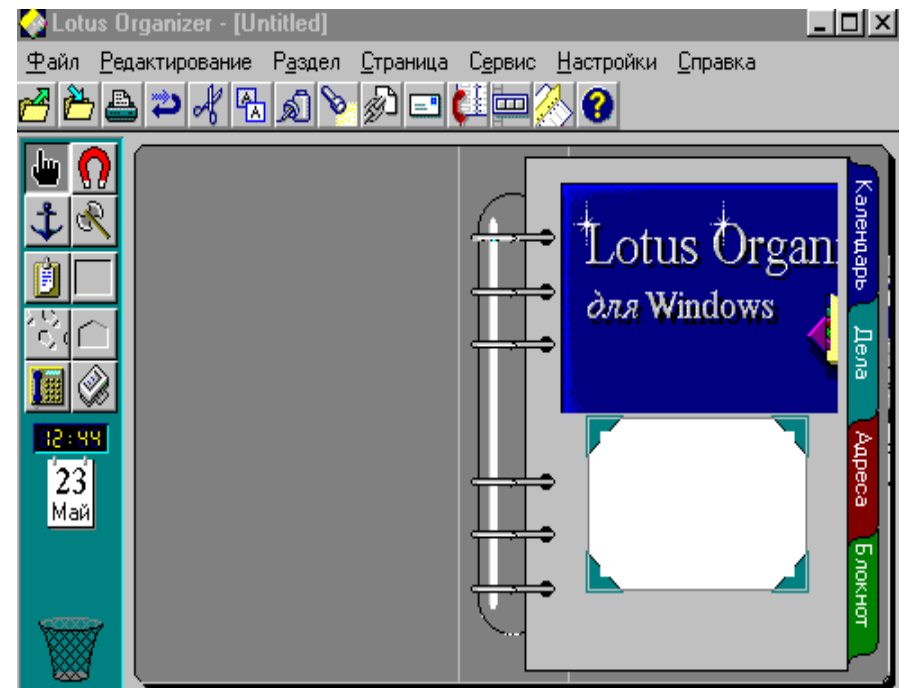 Lotus Organizer - [Untitled]
Файл Редактирование Раздел Страница Сервис Настройки Справка
12:44
23
Май
Lotus Organi
для Windows
Календарь
Дела
Адреса
Блокнот